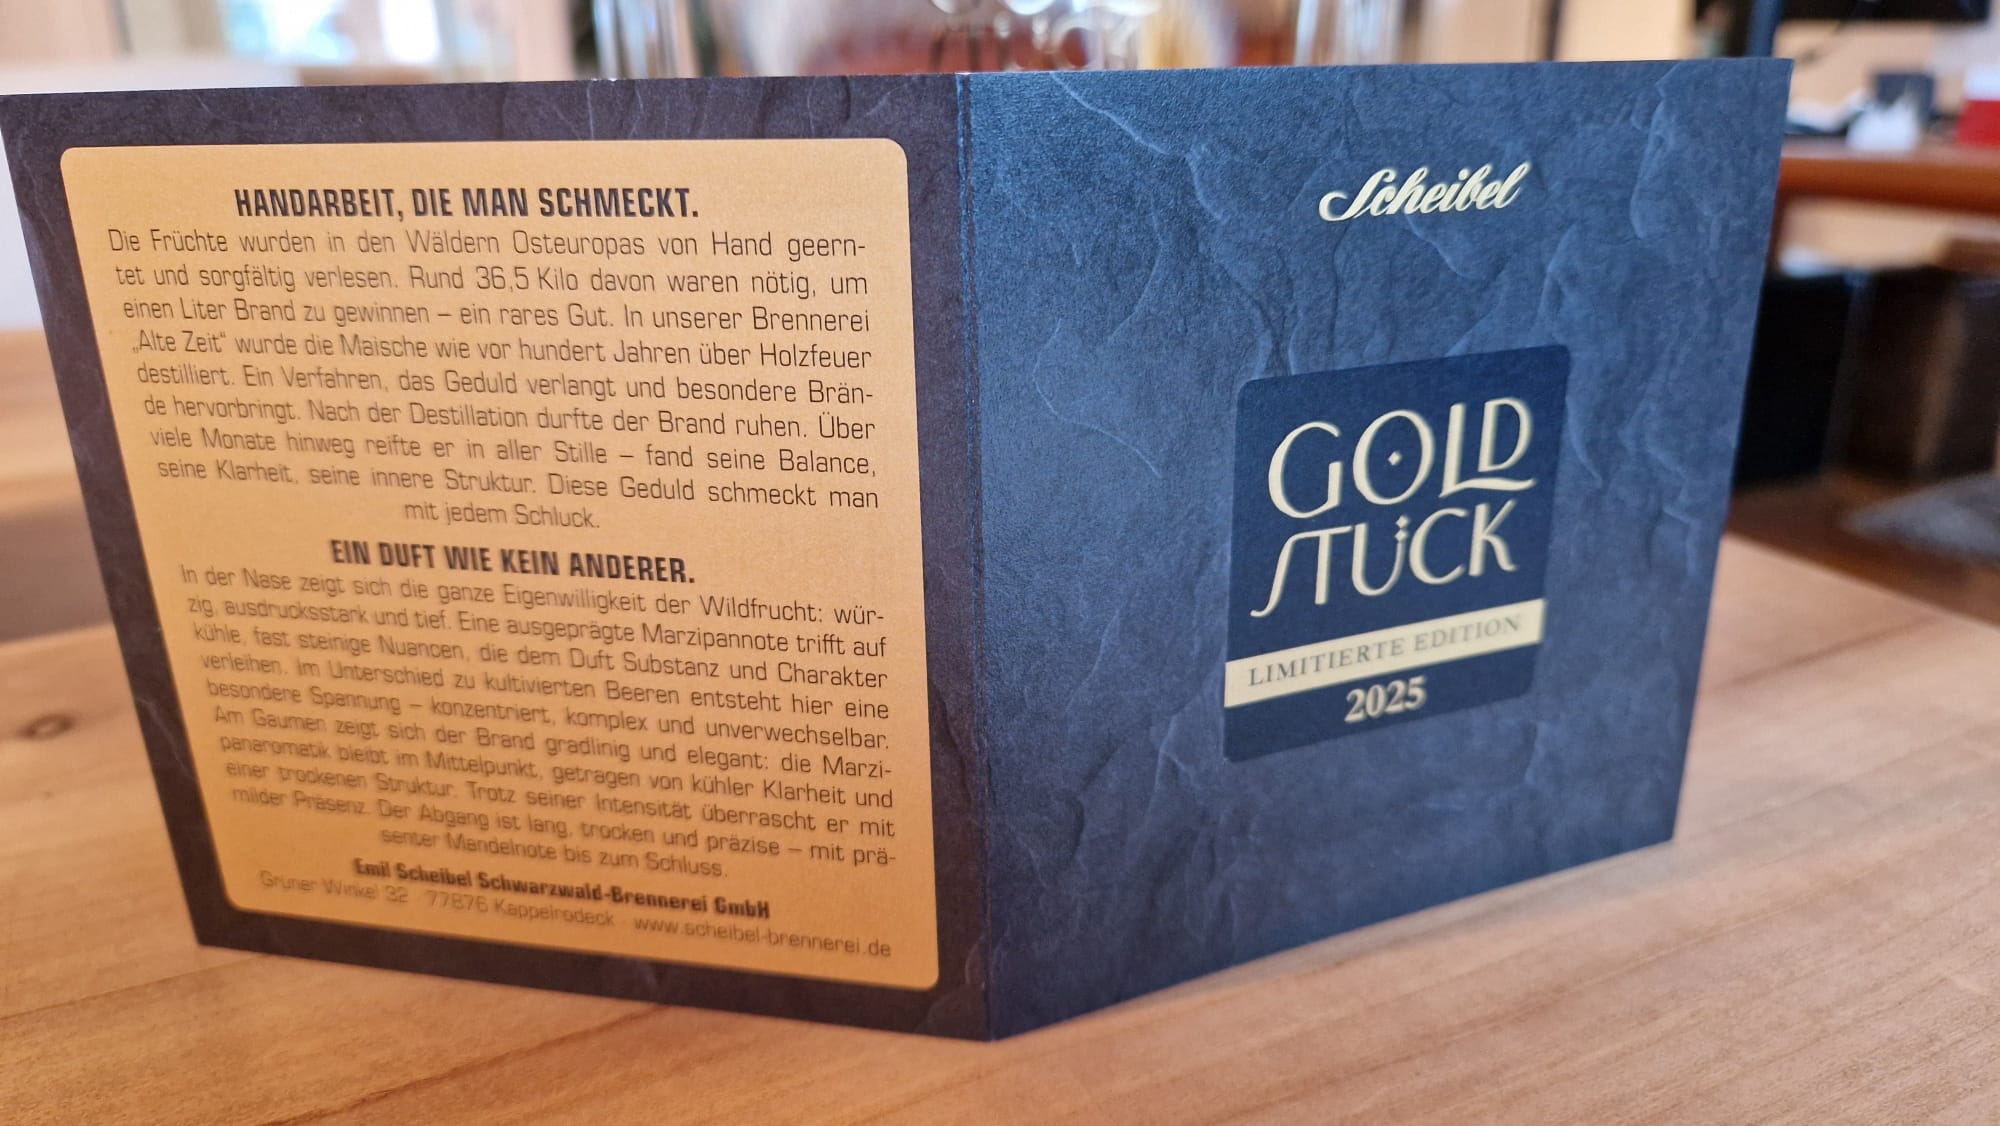 HANDARBEIT, DIE MAN SCHMECKT.
Die Früchte wurden in den Wäldern Osteuropas von Hand geern-
tet und sorgfältig verlesen. Rund 36,5 Kilo davon waren nötig, um
einen Liter Brand zu gewinnen – ein rares Gut. In unserer Brennerei
„Alte Zeit“ wurde die Maische wie vor hundert Jahren über Holzfeuer
destilliert. Ein Verfahren, das Geduld verlangt und besondere Brän-
de hervorbringt. Nach der Destillation durfte der Brand ruhen. Über
viele Monate hinweg reifte er in aller Stille – fand seine Balance,
seine Klarheit, seine innere Struktur. Diese Geduld schmeckt man
mit jedem Schluck.
EIN DUFT WIE KEIN ANDERER.
In der Nase zeigt sich die ganze Eigenwilligkeit der Wildfrucht: wür-
zig, ausdrucksstark und tief. Eine ausgeprägte Marzipannote trifft auf
kühle, fast steinige Nuancen, die dem Duft Substanz und Charakter
verleihen. Im Unterschied zu kultivierten Beeren entsteht hier eine
besondere Spannung – konzentriert, komplex und unverwechselbar.
Am Gaumen zeigt sich der Brand gradlinig und elegant: die Marzi-
panaromatik bleibt im Mittelpunkt, getragen von kühler Klarheit und
einer trockenen Struktur. Trotz seiner Intensität überrascht er mit
milder Präsenz. Der Abgang ist lang, trocken und präzise – mit prä-
senter Mandelnote bis zum Schluss.
Emil Scheibel Schwarzwald-Brennerei GmbH
Grüner Winkel 32 · 77876 Kappelrodeck · www.scheibel-brennerei.de
Scheibel
GOLD
STÜCK
LIMITIERTE EDITION
2025